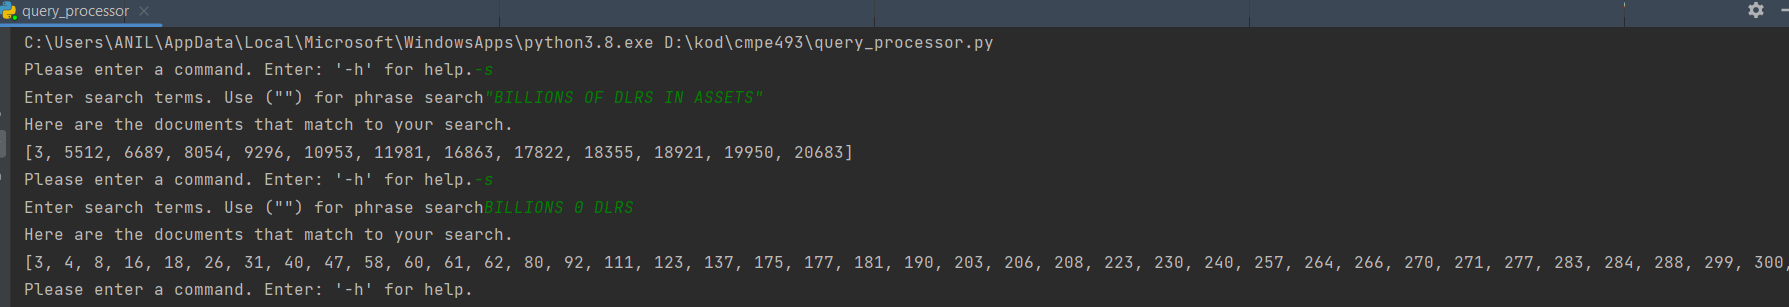 query_processor
C:\Users\ANIL\AppData\Local\Microsoft\WindowsApps\python3.8.exe D:\kod\cmpe493\query_processor.py
Please enter a command. Enter: '-h' for help.-s
Enter search terms. Use ("") for phrase search"BILLIONS OF DLRS IN ASSETS"
Here are the documents that match to your search.
[3, 5512, 6689, 8054, 9296, 10953, 11981, 16863, 17822, 18355, 18921, 19950, 20683]
Please enter a command. Enter: '-h' for help.-s
Enter search terms. Use ("") for phrase searchBILLIONS 0 DLRS
Here are the documents that match to your search.
[3, 4, 8, 16, 18, 26, 31, 40, 47, 58, 60, 61, 62, 80, 92, 111, 123, 137, 175, 177, 181, 190, 203, 206, 208, 223, 230, 240, 257, 264, 266, 270, 271, 277, 283, 284, 288, 299, 300,
Please enter a command. Enter: '-h' for help.